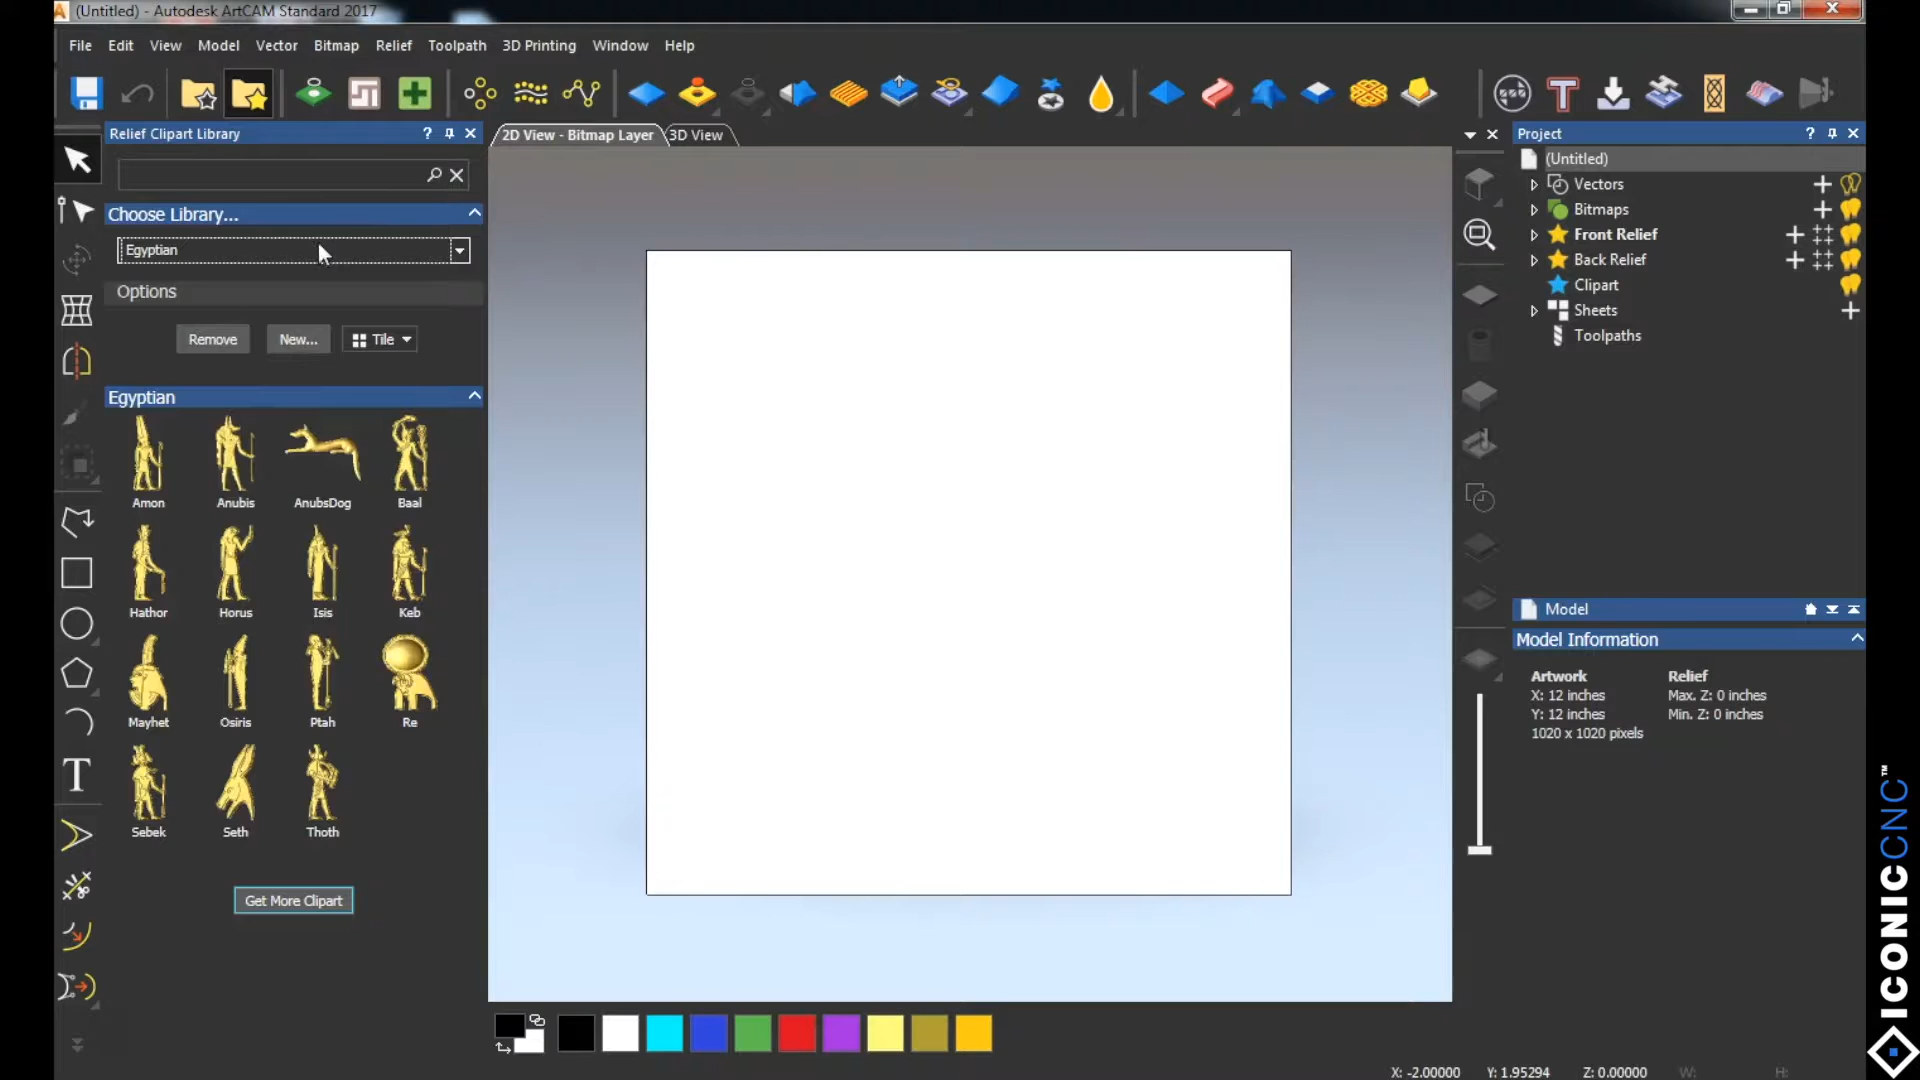 (Untitled) - Autodesk ArtCAM Standard 2017
File Edit View Model Vector Bitmap Relief Toolpath 3D Printing Window Help
Relief Clipart Library
Choose Library...
Egyptian
Options
Remove New... Tile
Egyptian
Amon Anubis AnubsDog Baal
Hathor Horus Isis Keb
Mayhet Osiris Ptah Re
Sebek Seth Thoth
Get More Clipart
2D View - Bitmap Layer 3D View
Project
(Untitled)
Vectors
Bitmaps
Front Relief
Back Relief
Clipart
Sheets
Toolpaths
Model
Model Information
Artwork Relief
X: 12 inches Max. Z: 0 inches
Y: 12 inches Min. Z: 0 inches
1020 x 1020 pixels
X: -2.00000 Y: 1.95294 Z: 0.00000 W: H:
ICONICCNC™